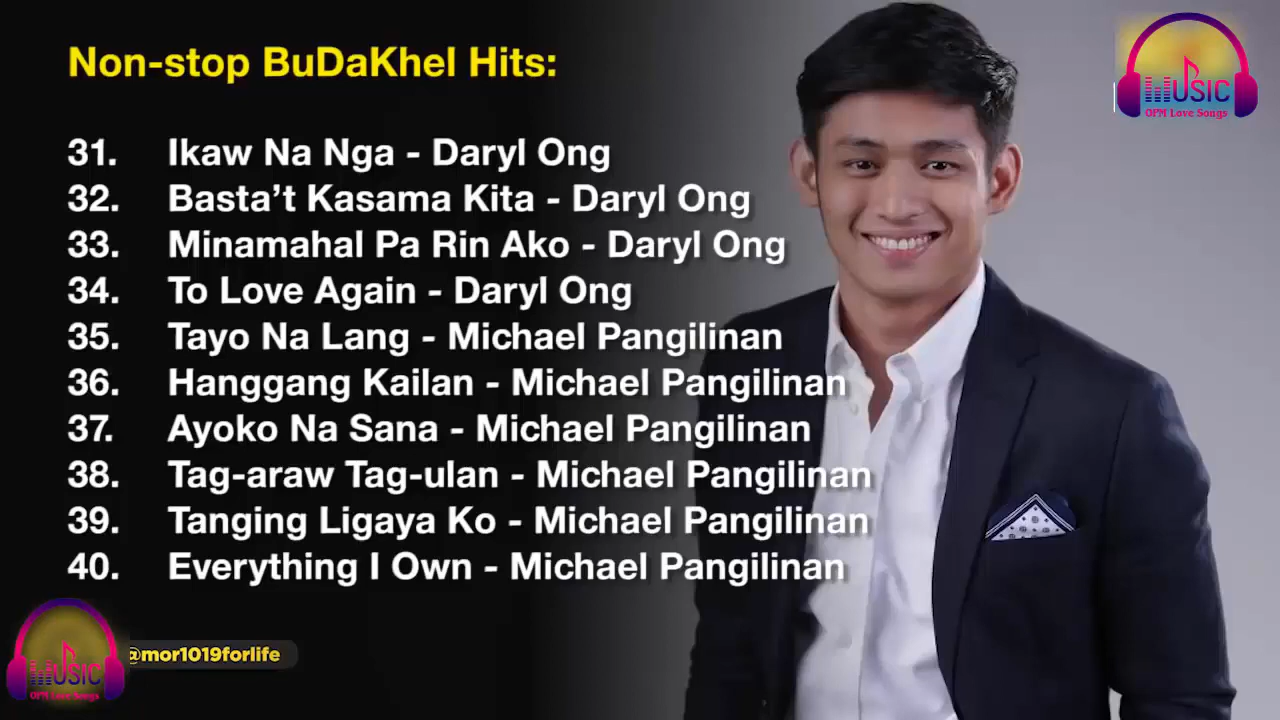 Non-stop BuDaKhel Hits:
MUSIC
OPM Love Songs
31. Ikaw Na Nga - Daryl Ong
32. Basta’t Kasama Kita - Daryl Ong
33. Minamahal Pa Rin Ako - Daryl Ong
34. To Love Again - Daryl Ong
35. Tayo Na Lang - Michael Pangilinan
36. Hanggang Kailan - Michael Pangilinan
37. Ayoko Na Sana - Michael Pangilinan
38. Tag-araw Tag-ulan - Michael Pangilinan
39. Tanging Ligaya Ko - Michael Pangilinan
40. Everything I Own - Michael Pangilinan
@mor1019forlife
MUSIC
OPM Love Songs